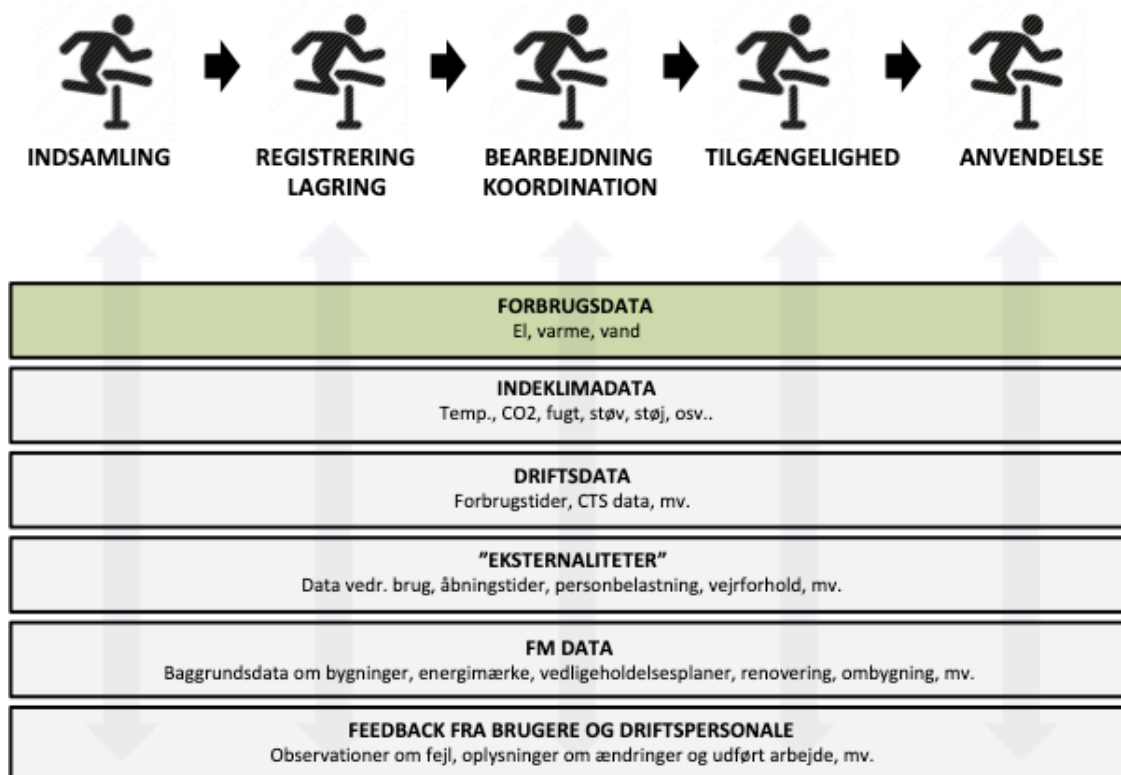 INDSAMLING
REGISTRERING
LAGRING
BEARBEJDNING
KOORDINATION
TILGÆNGELIGHED
ANVENDELSE
FORBRUGSDATA
El, varme, vand
INDEKLIMADATA
Temp., CO2, fugt, støv, støj, osv..
DRIFTSDATA
Forbrugstider, CTS data, mv.
”EKSTERNALITETER”
Data vedr. brug, åbningstider, personbelastning, vejrforhold, mv.
FM DATA
Baggrundsdata om bygninger, energimærke, vedligeholdelsesplaner, renovering, ombygning, mv.
FEEDBACK FRA BRUGERE OG DRIFTSPERSONALE
Observationer om fejl, oplysninger om ændringer og udført arbejde, mv.